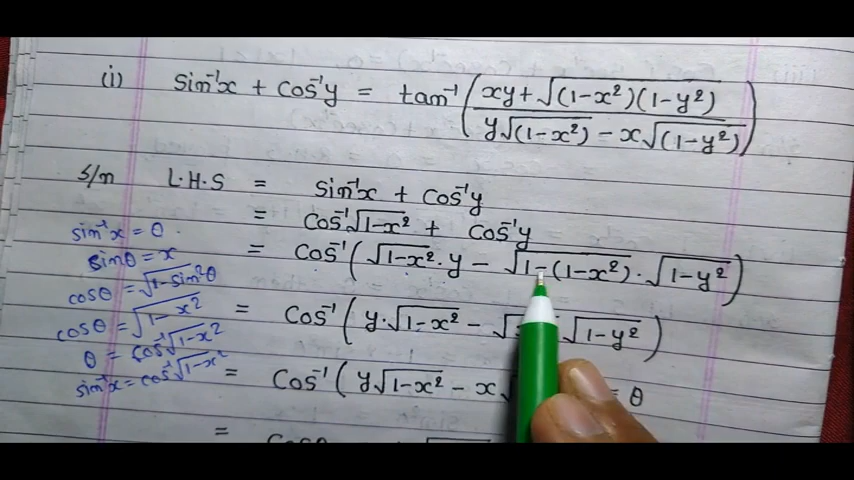 (i) sin⁻¹x + cos⁻¹y = tan⁻¹( (xy+√(1-x²)(1-y²)) / (y√(1-x²) - x√(1-y²)) )
S/n L.H.S = sin⁻¹x + cos⁻¹y
= cos⁻¹√1-x² + cos⁻¹y
= cos⁻¹(√1-x².y - √1-(1-x²).√1-y²)
= cos⁻¹(y.√1-x² - √ √1-y²)
= cos⁻¹(y√1-x² - x√ = θ
=
sin⁻¹x = θ
sinθ = x
cosθ = √1-sin²θ
cosθ = √1-x²
θ = cos⁻¹√1-x²
sin⁻¹x = cos⁻¹√1-x²